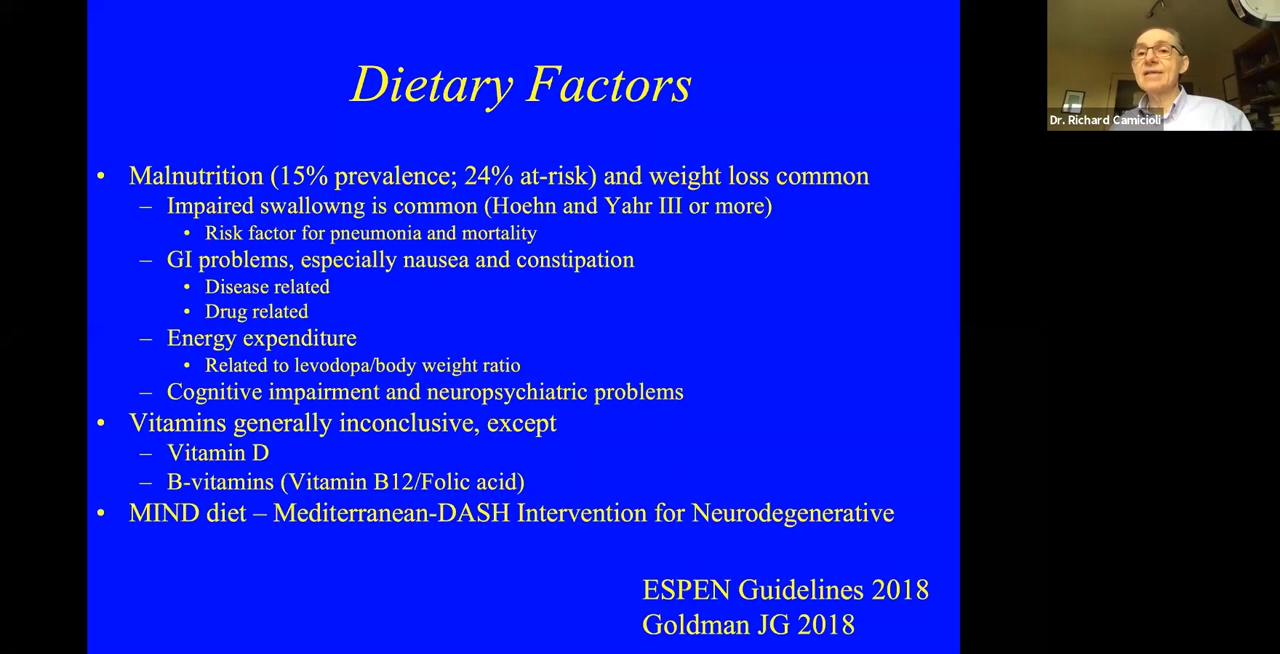 Dietary Factors
Dr. Richard Camicioli
• Malnutrition (15% prevalence; 24% at-risk) and weight loss common
– Impaired swallowng is common (Hoehn and Yahr III or more)
• Risk factor for pneumonia and mortality
– GI problems, especially nausea and constipation
• Disease related
• Drug related
– Energy expenditure
• Related to levodopa/body weight ratio
– Cognitive impairment and neuropsychiatric problems
• Vitamins generally inconclusive, except
– Vitamin D
– B-vitamins (Vitamin B12/Folic acid)
• MIND diet – Mediterranean-DASH Intervention for Neurodegenerative
ESPEN Guidelines 2018
Goldman JG 2018